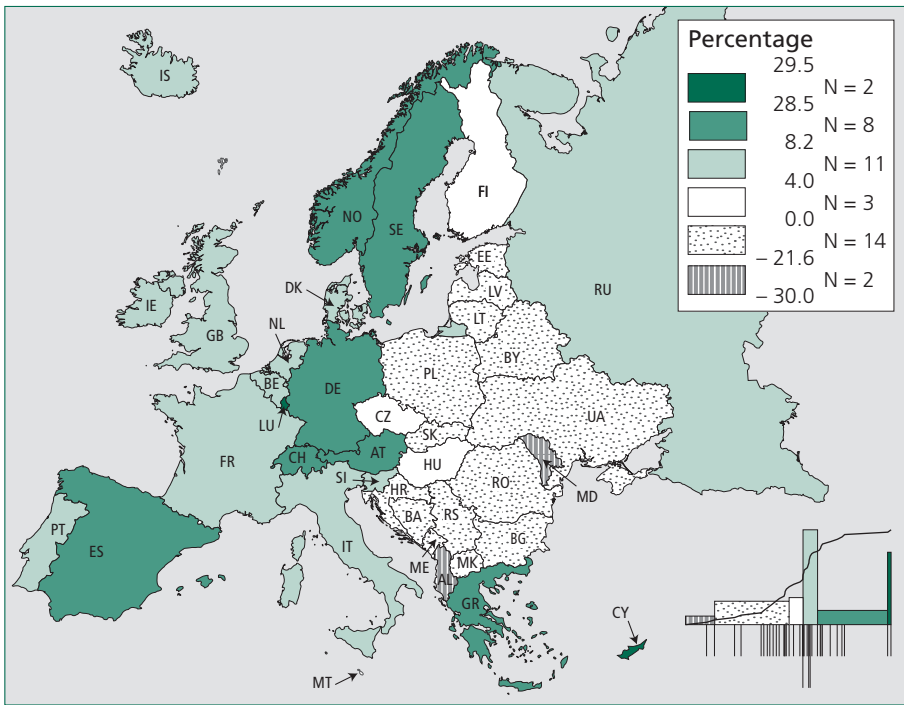 Percentage
29.5
N = 2
28.5
N = 8
8.2
N = 11
4.0
N = 3
0.0
N = 14
– 21.6
N = 2
– 30.0
IS
NO
SE
FI
EE
LV
LT
RU
DK
IE
GB
NL
BE
LU
DE
PL
BY
UA
CZ
SK
FR
CH
AT
HU
SI
HR
BA
RS
RO
MD
BG
PT
ES
IT
ME
MK
AL
GR
CY
MT